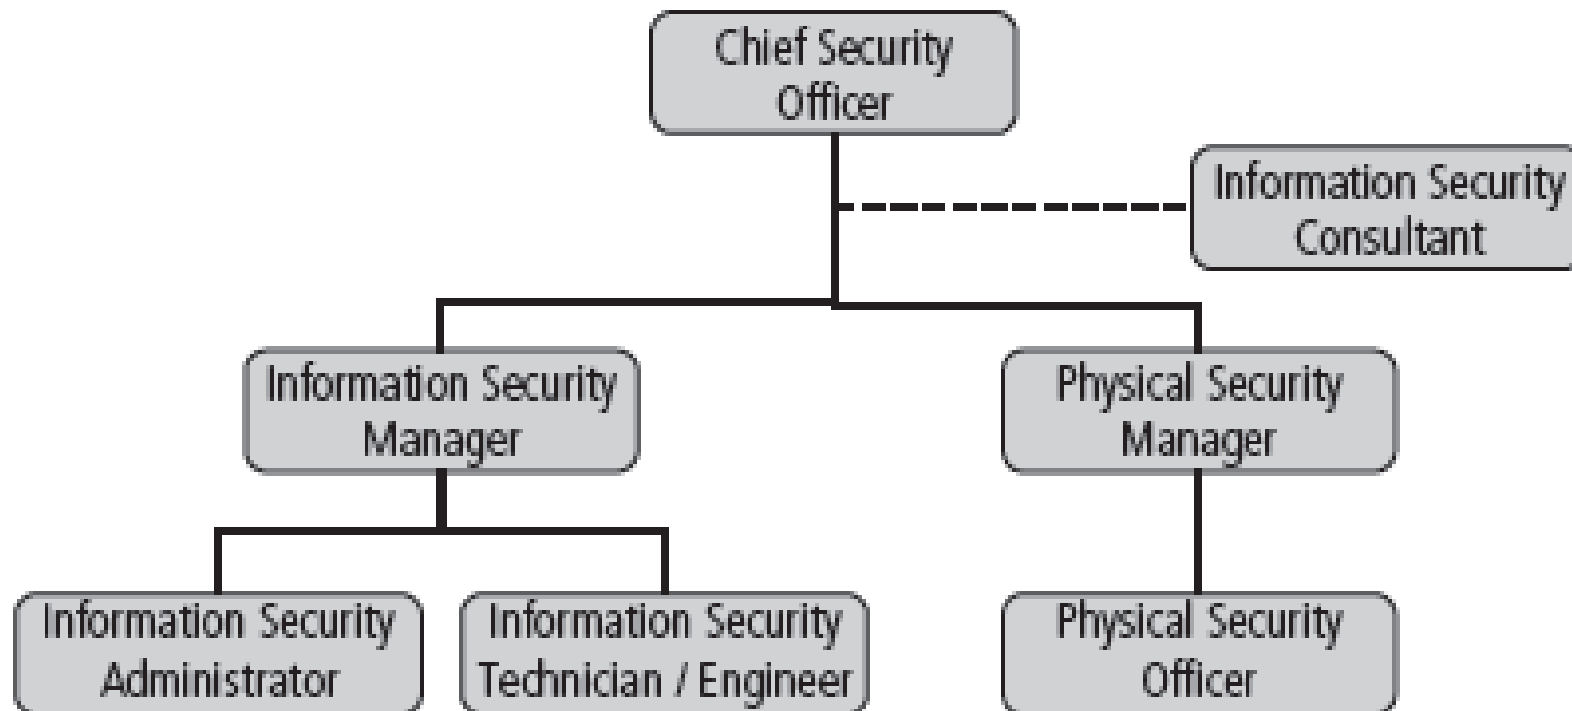 Chief Security
Officer
Information Security
Consultant
Information Security
Manager
Physical Security
Manager
Information Security
Administrator
Information Security
Technician / Engineer
Physical Security
Officer